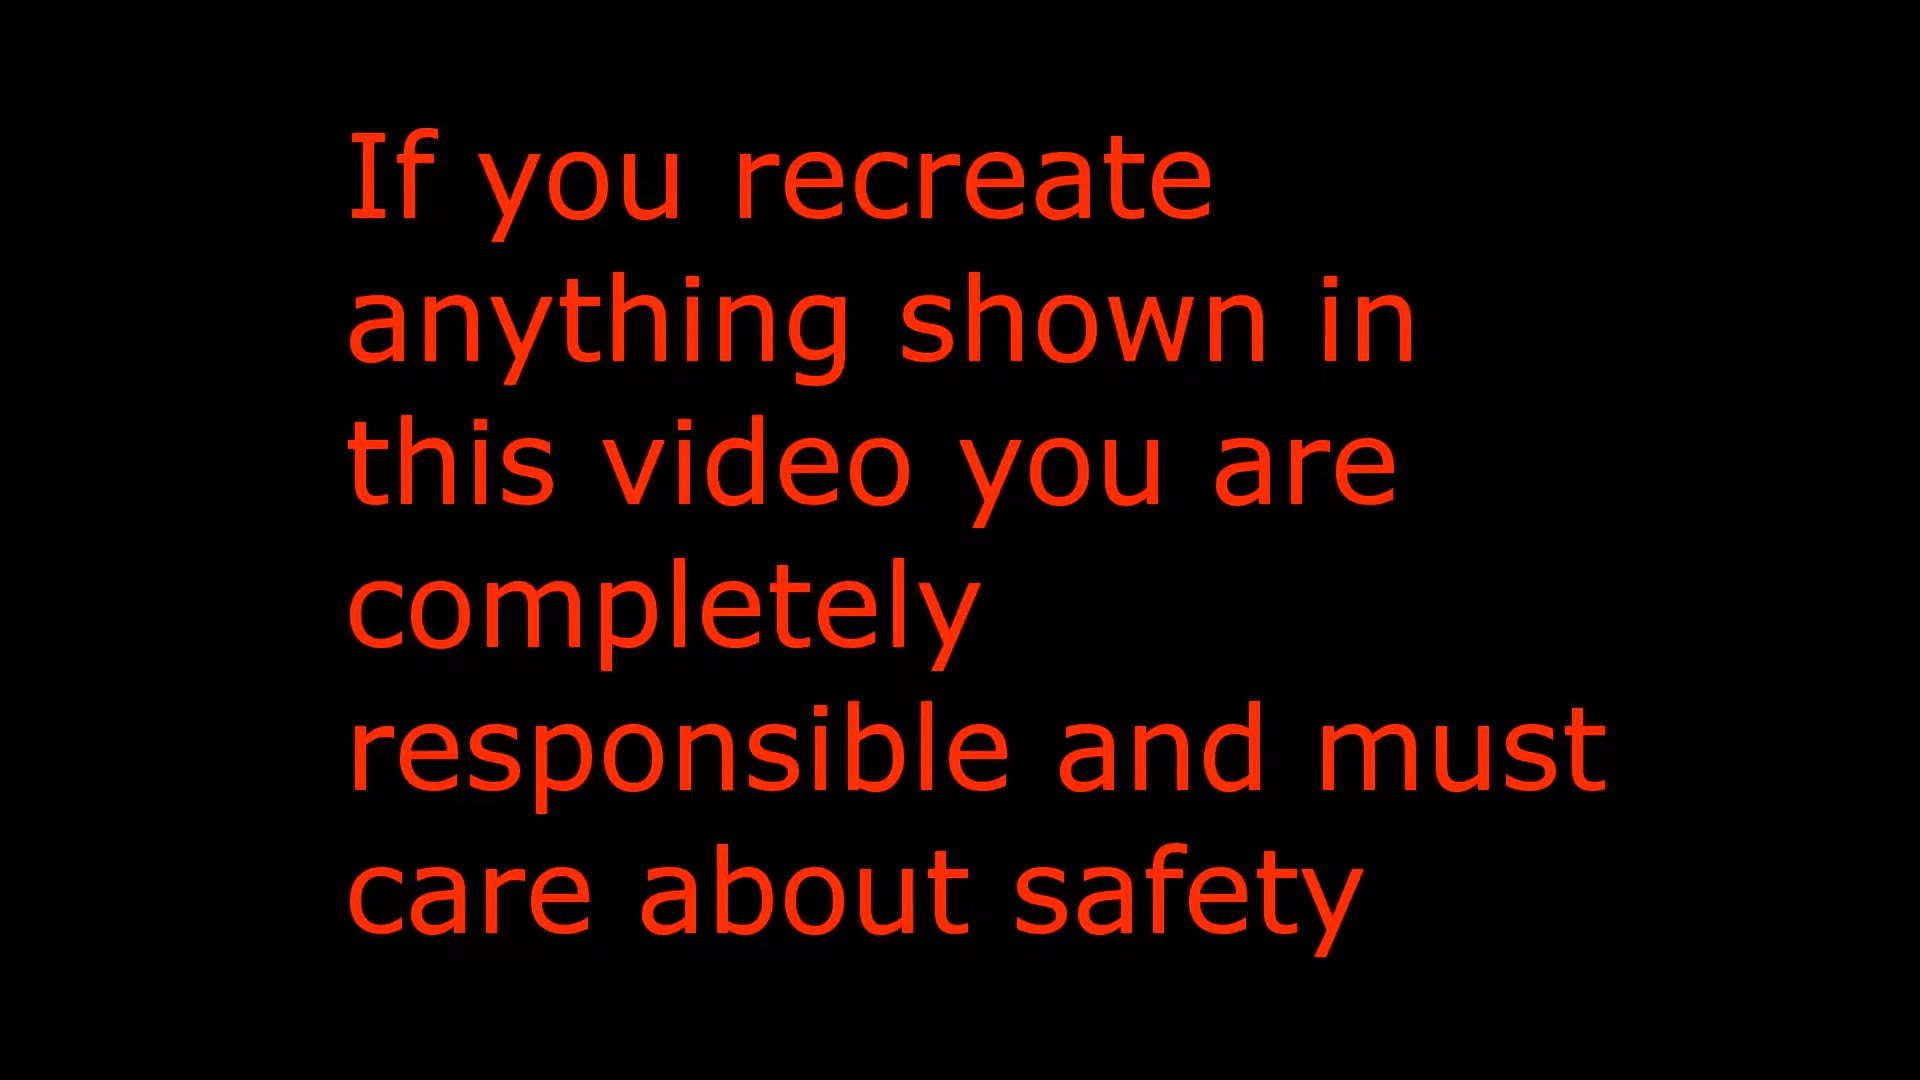 If you recreate
anything shown in
this video you are
completely
responsible and must
care about safety